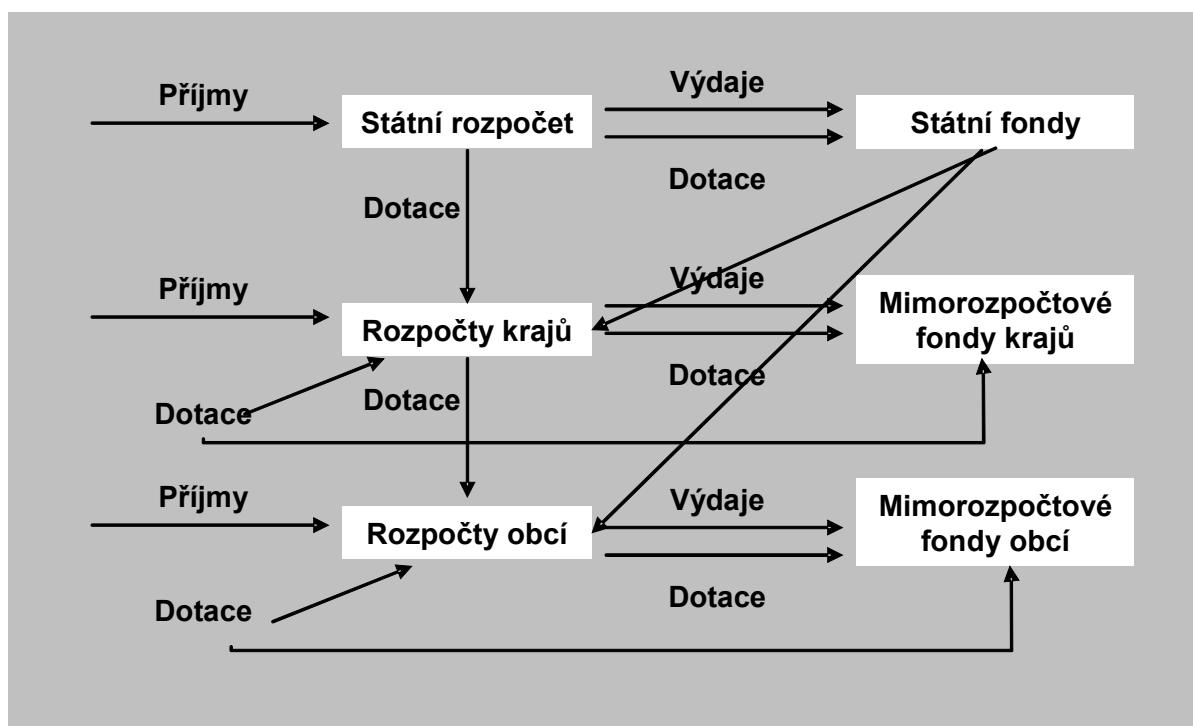 Příjmy
Výdaje
Státní rozpočet
Státní fondy
Dotace
Dotace
Příjmy
Výdaje
Rozpočty krajů
Mimorozpočtové
fondy krajů
Dotace
Dotace
Dotace
Příjmy
Výdaje
Rozpočty obcí
Mimorozpočtové
fondy obcí
Dotace
Dotace